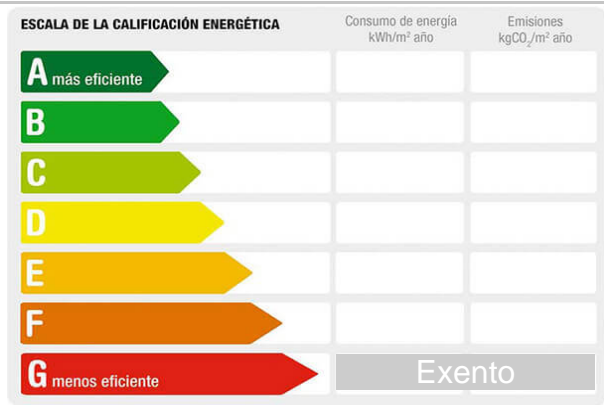 ESCALA DE LA CALIFICACIÓN ENERGÉTICA
Consumo de energía
kWh/m² año
Emisiones
kgCO₂/m² año
A más eficiente
B
C
D
E
F
G menos eficiente
Exento